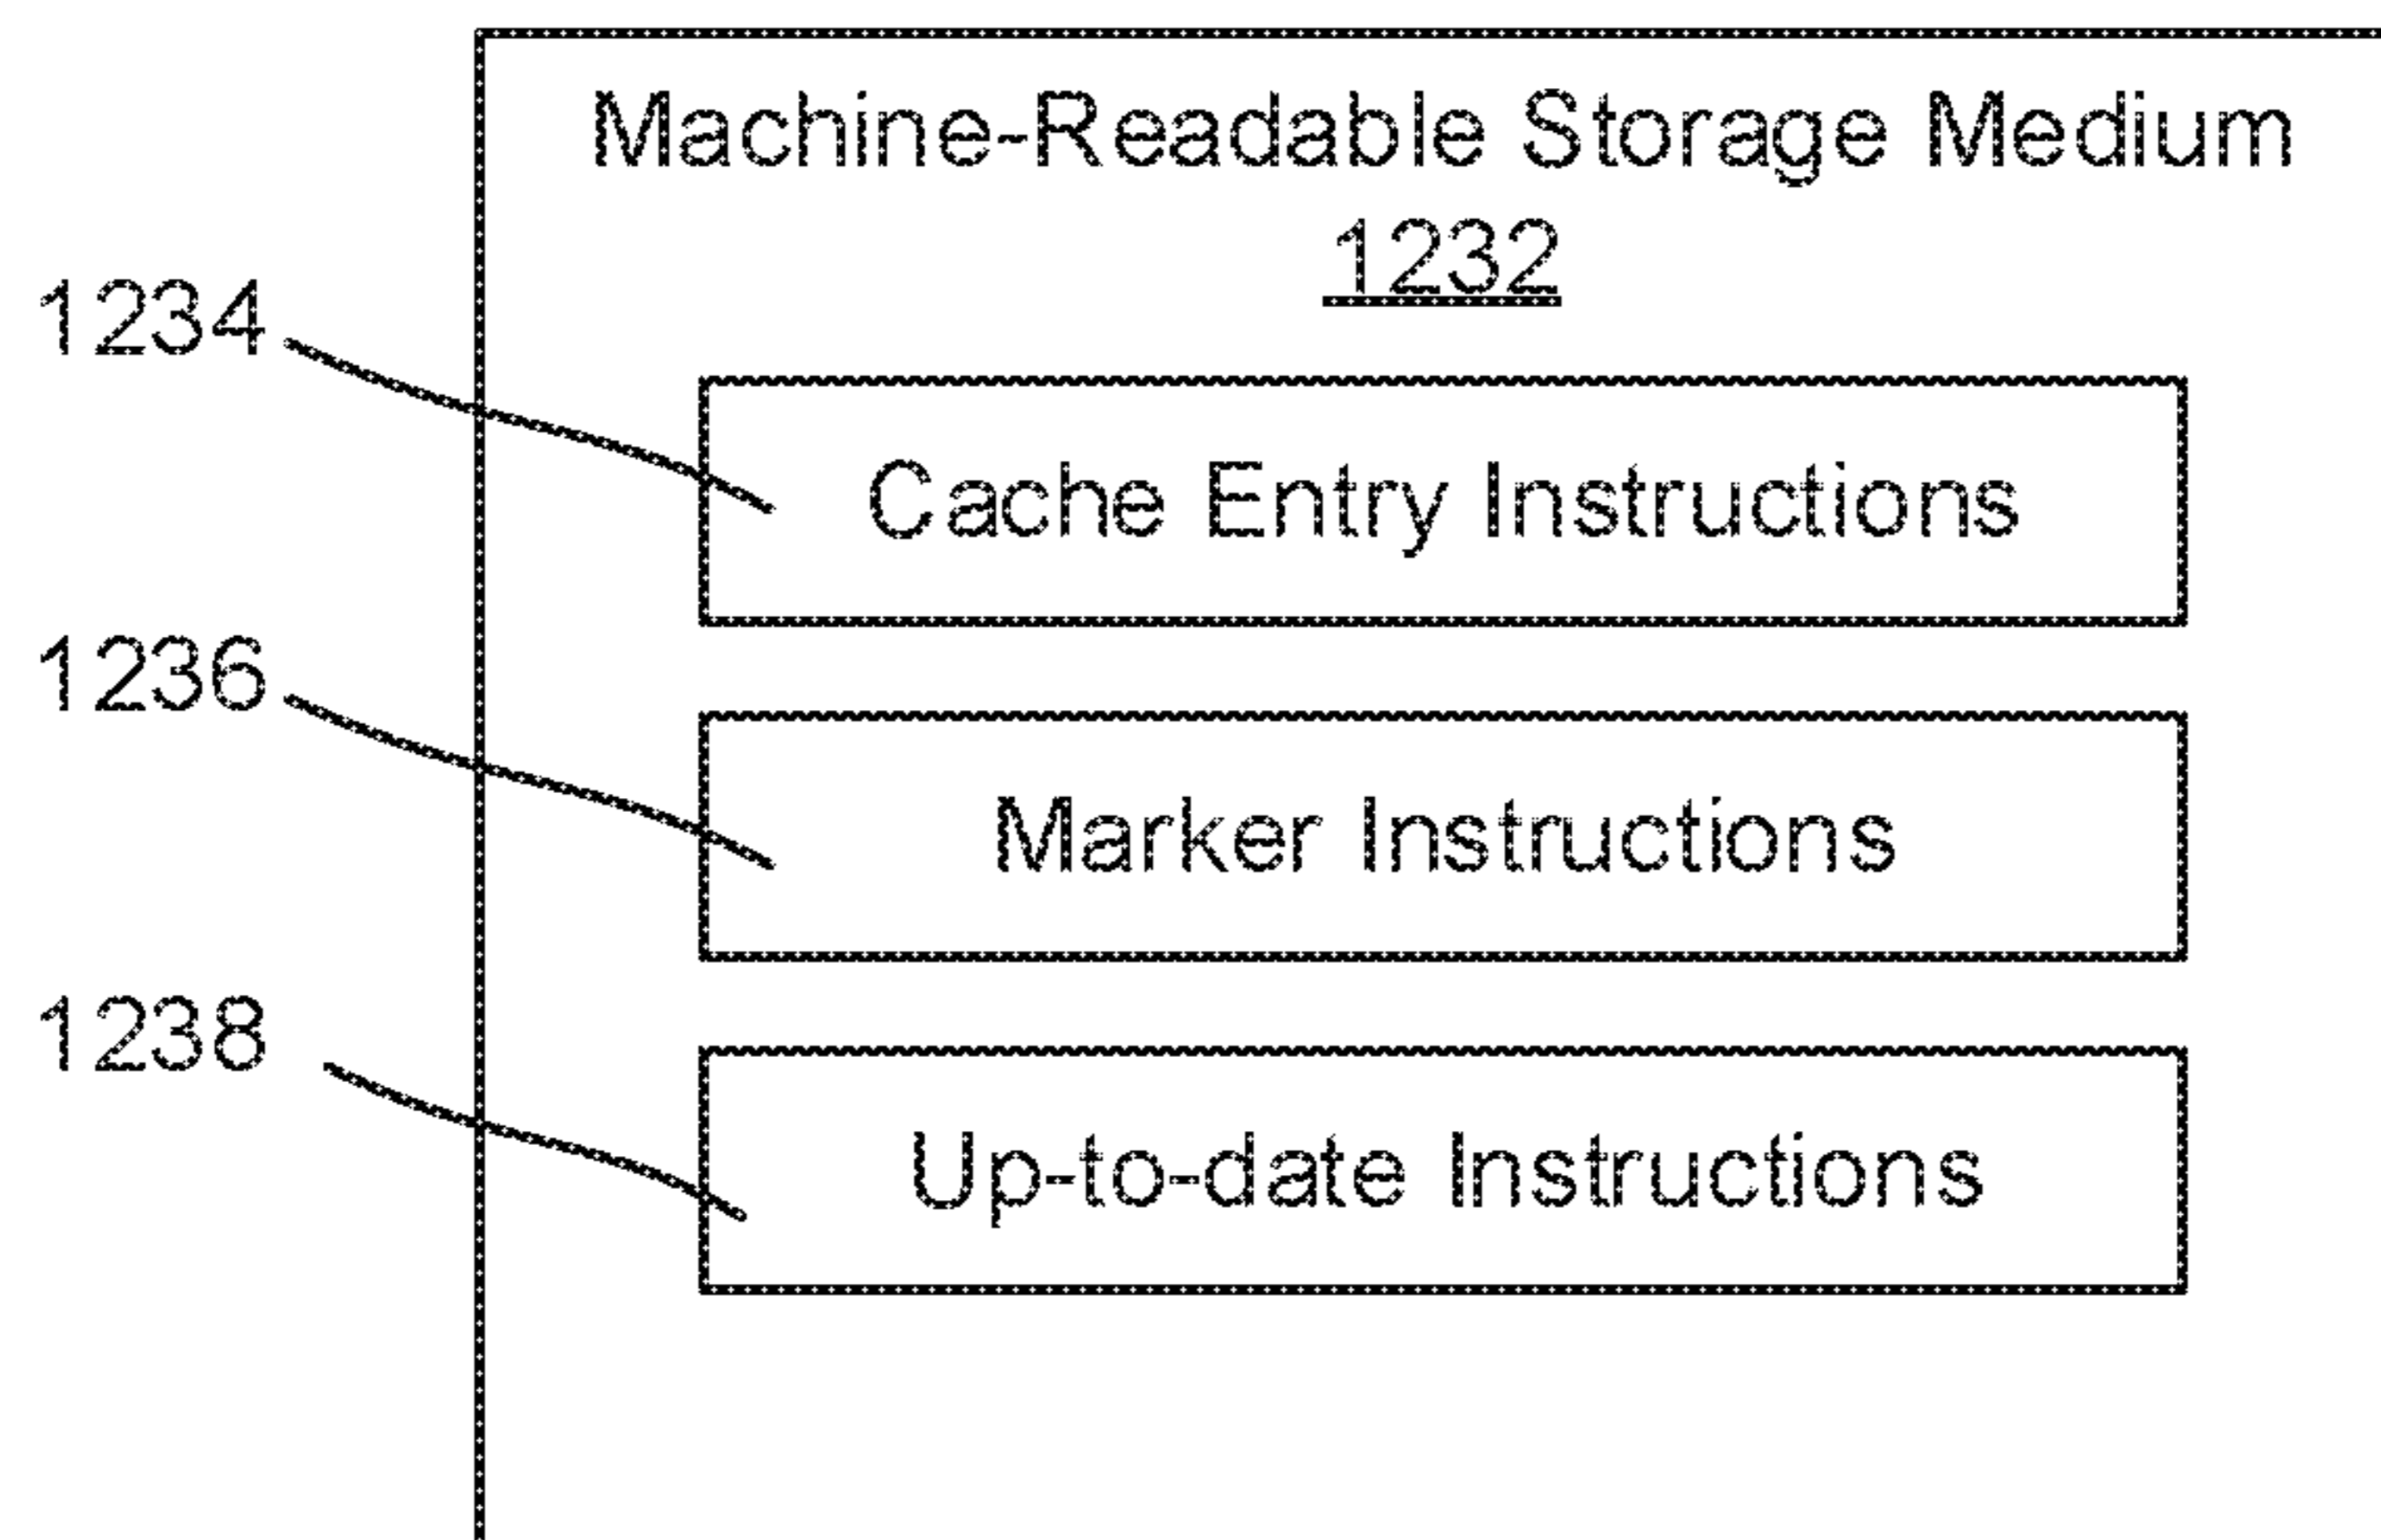 Machine-Readable Storage Medium
1232
1234
Cache Entry Instructions
1236
Marker Instructions
1238
Up-to-date Instructions